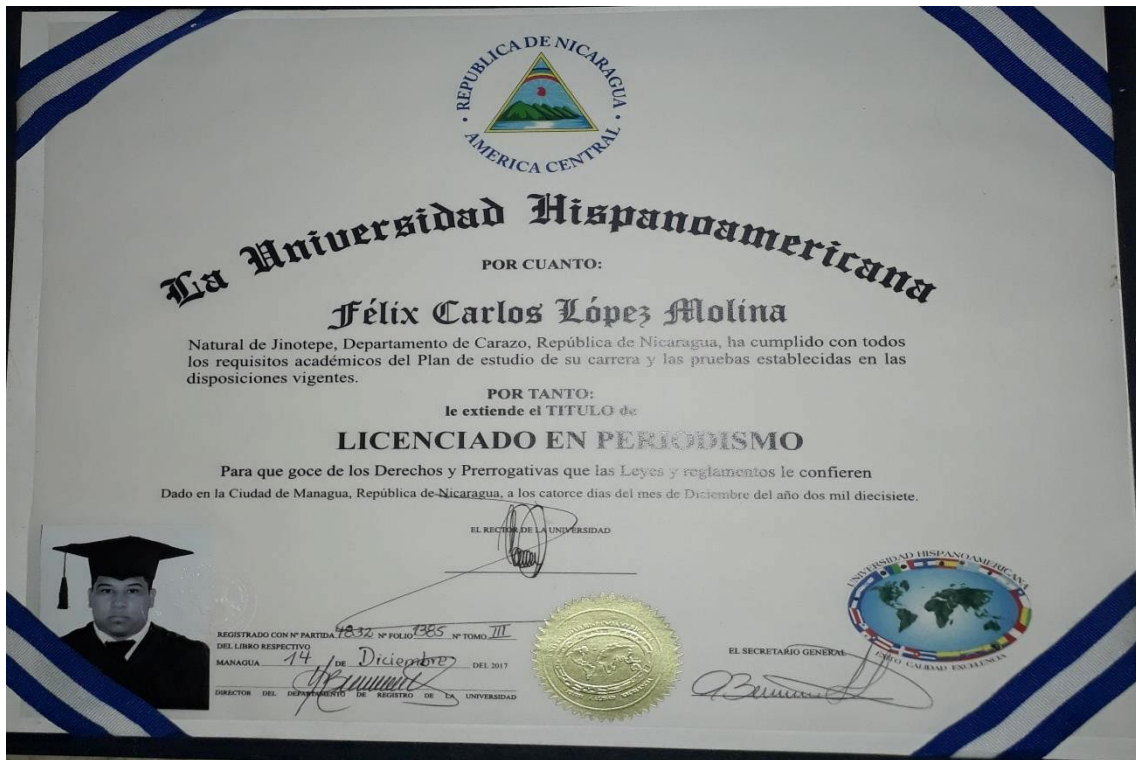 REPUBLICA DE NICARAGUA
AMERICA CENTRAL
La Universidad Hispanoamericana
POR CUANTO:
Félix Carlos López Molina
Natural de Jinotepe, Departamento de Carazo, República de Nicaragua, ha cumplido con todos
los requisitos académicos del Plan de estudio de su carrera y las pruebas establecidas en las
disposiciones vigentes.
POR TANTO:
le extiende el TITULO de
LICENCIADO EN PERIODISMO
Para que goce de los Derechos y Prerrogativas que las Leyes y reglamentos le confieren
Dado en la Ciudad de Managua, República de Nicaragua, a los catorce días del mes de Diciembre del año dos mil diecisiete.
EL RECTOR DE LA UNIVERSIDAD
REGISTRADO CON Nº PARTIDA 4832 Nº FOLIO 1385 Nº TOMO III
DEL LIBRO RESPECTIVO
MANAGUA 14 DE Diciembre DEL 2017
DIRECTOR DEL DEPARTAMENTO DE REGISTRO DE LA UNIVERSIDAD
EL SECRETARIO GENERAL
UNIVERSIDAD HISPANOAMERICANA
EXITO CALIDAD EXCELENCIA